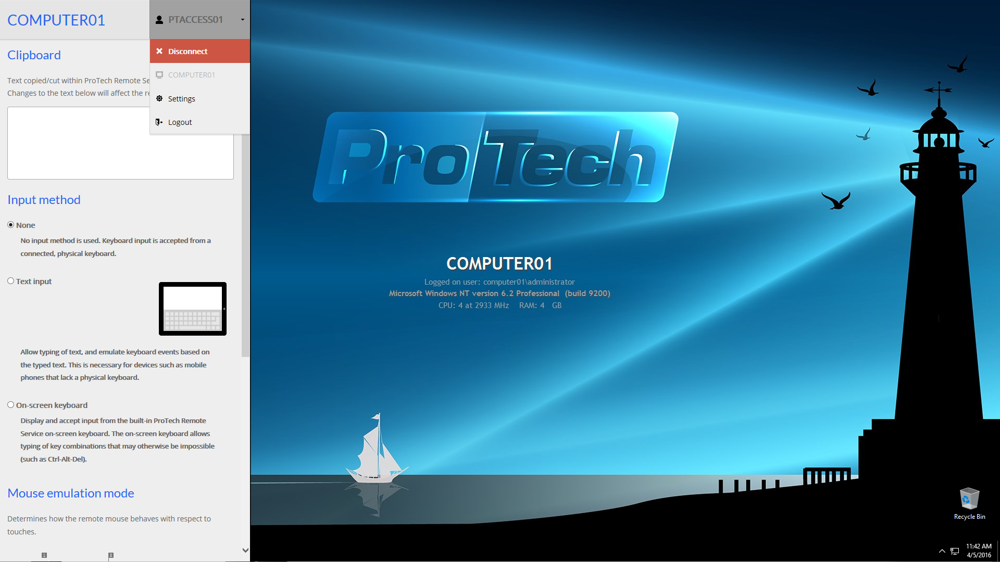 COMPUTER01
PTACCESS01
Disconnect
COMPUTER01
Settings
Logout
Clipboard
Text copied/cut within ProTech Remote Se
Changes to the text below will affect the re
Input method
None
No input method is used. Keyboard input is accepted from a
connected, physical keyboard.
Text input
Allow typing of text, and emulate keyboard events based on
the typed text. This is necessary for devices such as mobile
phones that lack a physical keyboard.
On-screen keyboard
Display and accept input from the built-in ProTech Remote
Service on-screen keyboard. The on-screen keyboard allows
typing of key combinations that may otherwise be impossible
(such as Ctrl-Alt-Del).
Mouse emulation mode
Determines how the remote mouse behaves with respect to
touches.
1 2
ProTech
COMPUTER01
Logged on user: computer01\administrator
Microsoft Windows NT version 6.2 Professional (build 9200)
CPU: 4 at 2933 MHz RAM: 4 GB
Recycle Bin
11:42 AM
4/5/2016